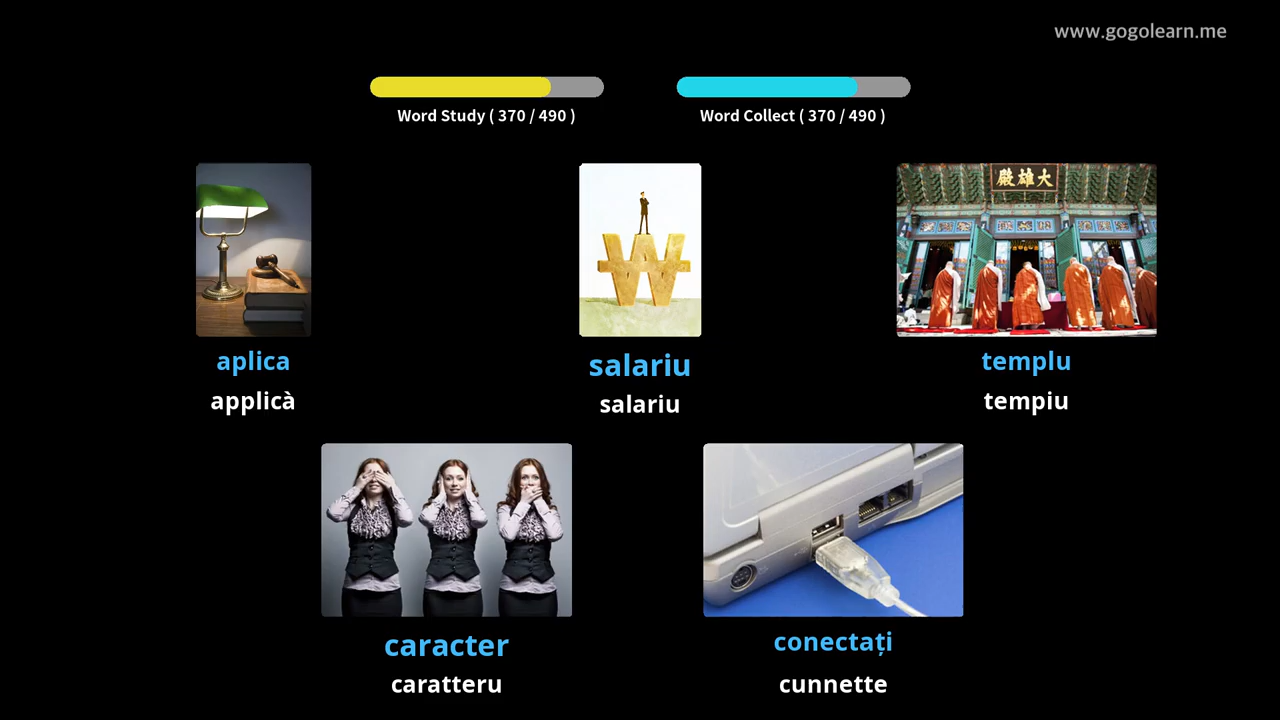 www.gogolearn.me
Word Study ( 370 / 490 )
Word Collect ( 370 / 490 )
大雄殿
aplica
applicà
salariu
salariu
templu
tempiu
caracter
caratteru
conectați
cunnette